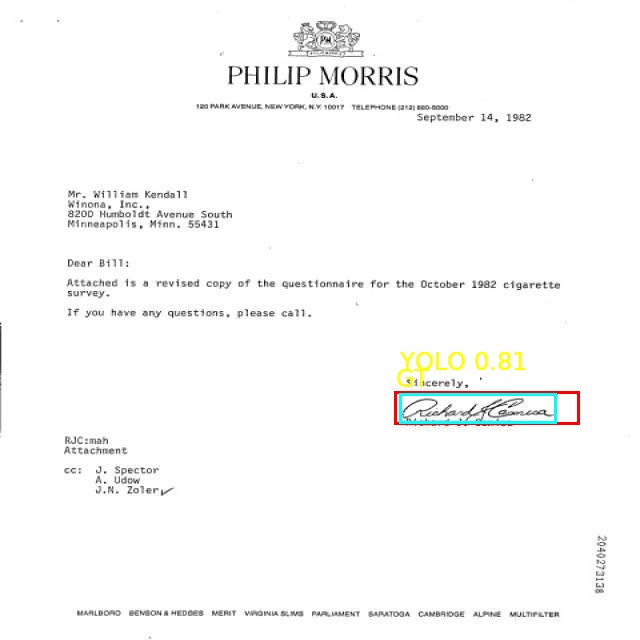 PM
PHILIP MORRIS
U.S.A.
120 PARK AVENUE, NEW YORK, N.Y. 10017 TELEPHONE (212) 880-5000
September 14, 1982
Mr. William Kendall
Winona, Inc.,
8200 Humboldt Avenue South
Minneapolis, Minn. 55431
Dear Bill:
Attached is a revised copy of the questionnaire for the October 1982 cigarette
survey.
If you have any questions, please call.
YOLO 0.81
GT
Sincerely,
Richard J. Camisa
RJC:mah
Attachment
cc: J. Spector
A. Udow
J.N. Zoler
2040273138
MARLBORO BENSON & HEDGES MERIT VIRGINIA SLIMS PARLIAMENT SARATOGA CAMBRIDGE ALPINE MULTIFILTER